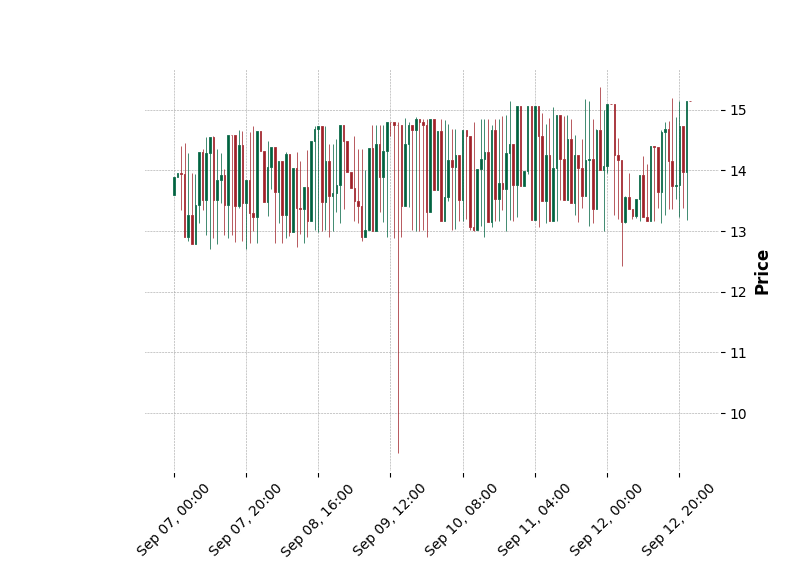 15
14
13
12
11
10
Price
Sep 07, 00:00
Sep 07, 20:00
Sep 08, 16:00
Sep 09, 12:00
Sep 10, 08:00
Sep 11, 04:00
Sep 12, 00:00
Sep 12, 20:00